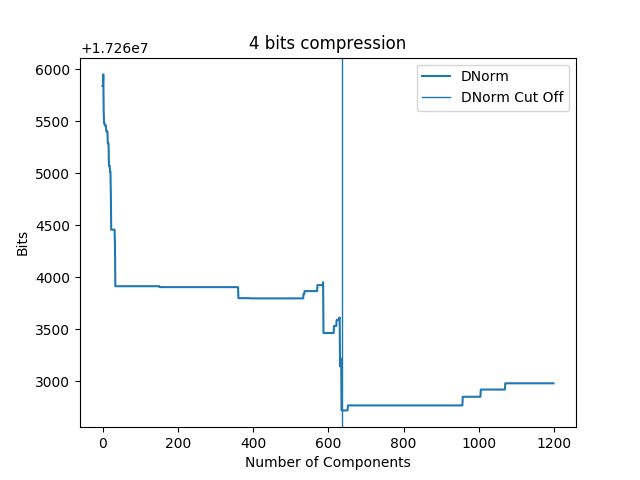 4 bits compression
+1.726e7
6000
5500
5000
4500
4000
3500
3000
Bits
DNorm
DNorm Cut Off
0 200 400 600 800 1000 1200
Number of Components